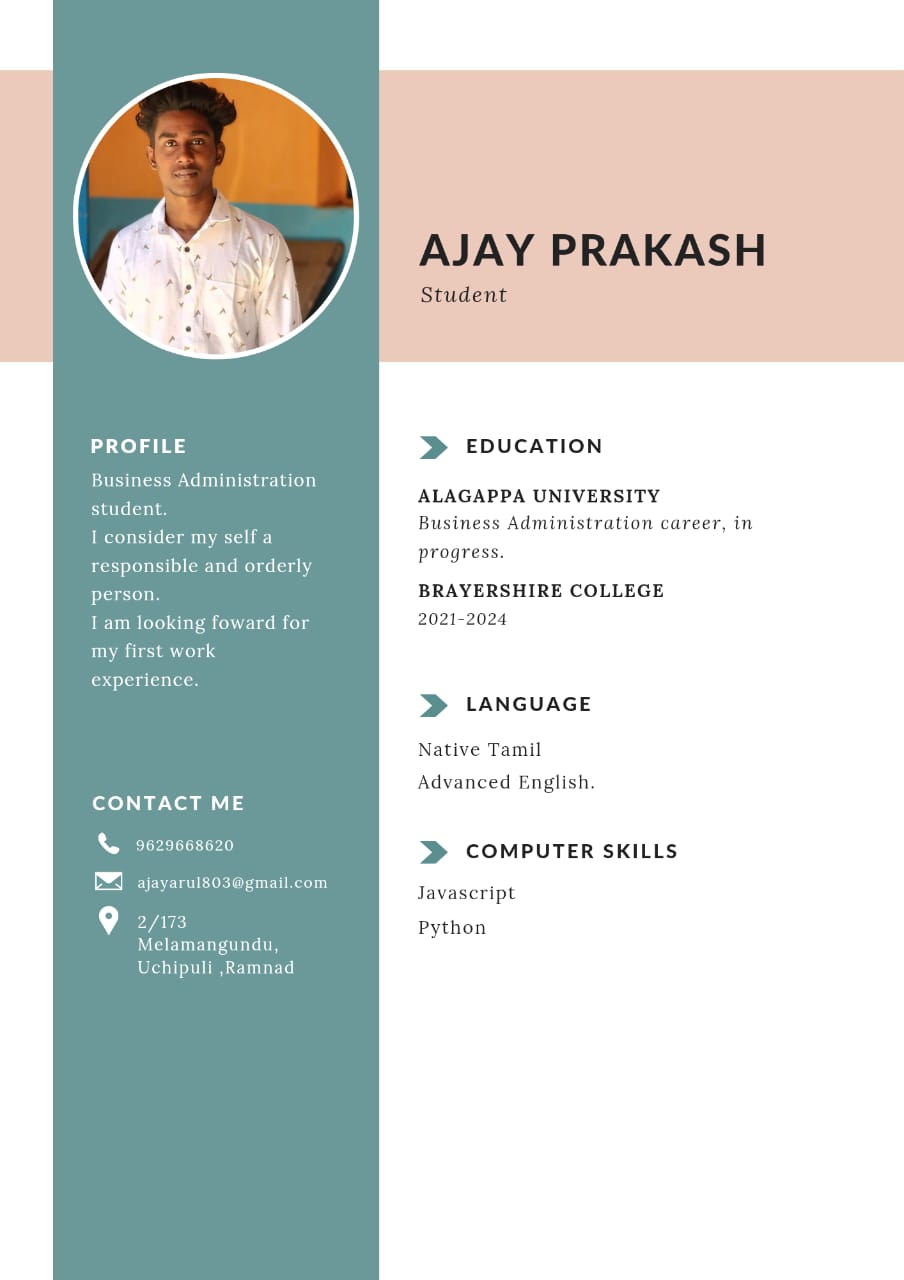 AJAY PRAKASH
Student
PROFILE
Business Administration
student.
I consider my self a
responsible and orderly
person.
I am looking foward for
my first work
experience.
CONTACT ME
9629668620
ajayarul803@gmail.com
2/173
Melamangundu,
Uchipuli ,Ramnad
EDUCATION
ALAGAPPA UNIVERSITY
Business Administration career, in
progress.
BRAYERSHIRE COLLEGE
2021-2024
LANGUAGE
Native Tamil
Advanced English.
COMPUTER SKILLS
Javascript
Python